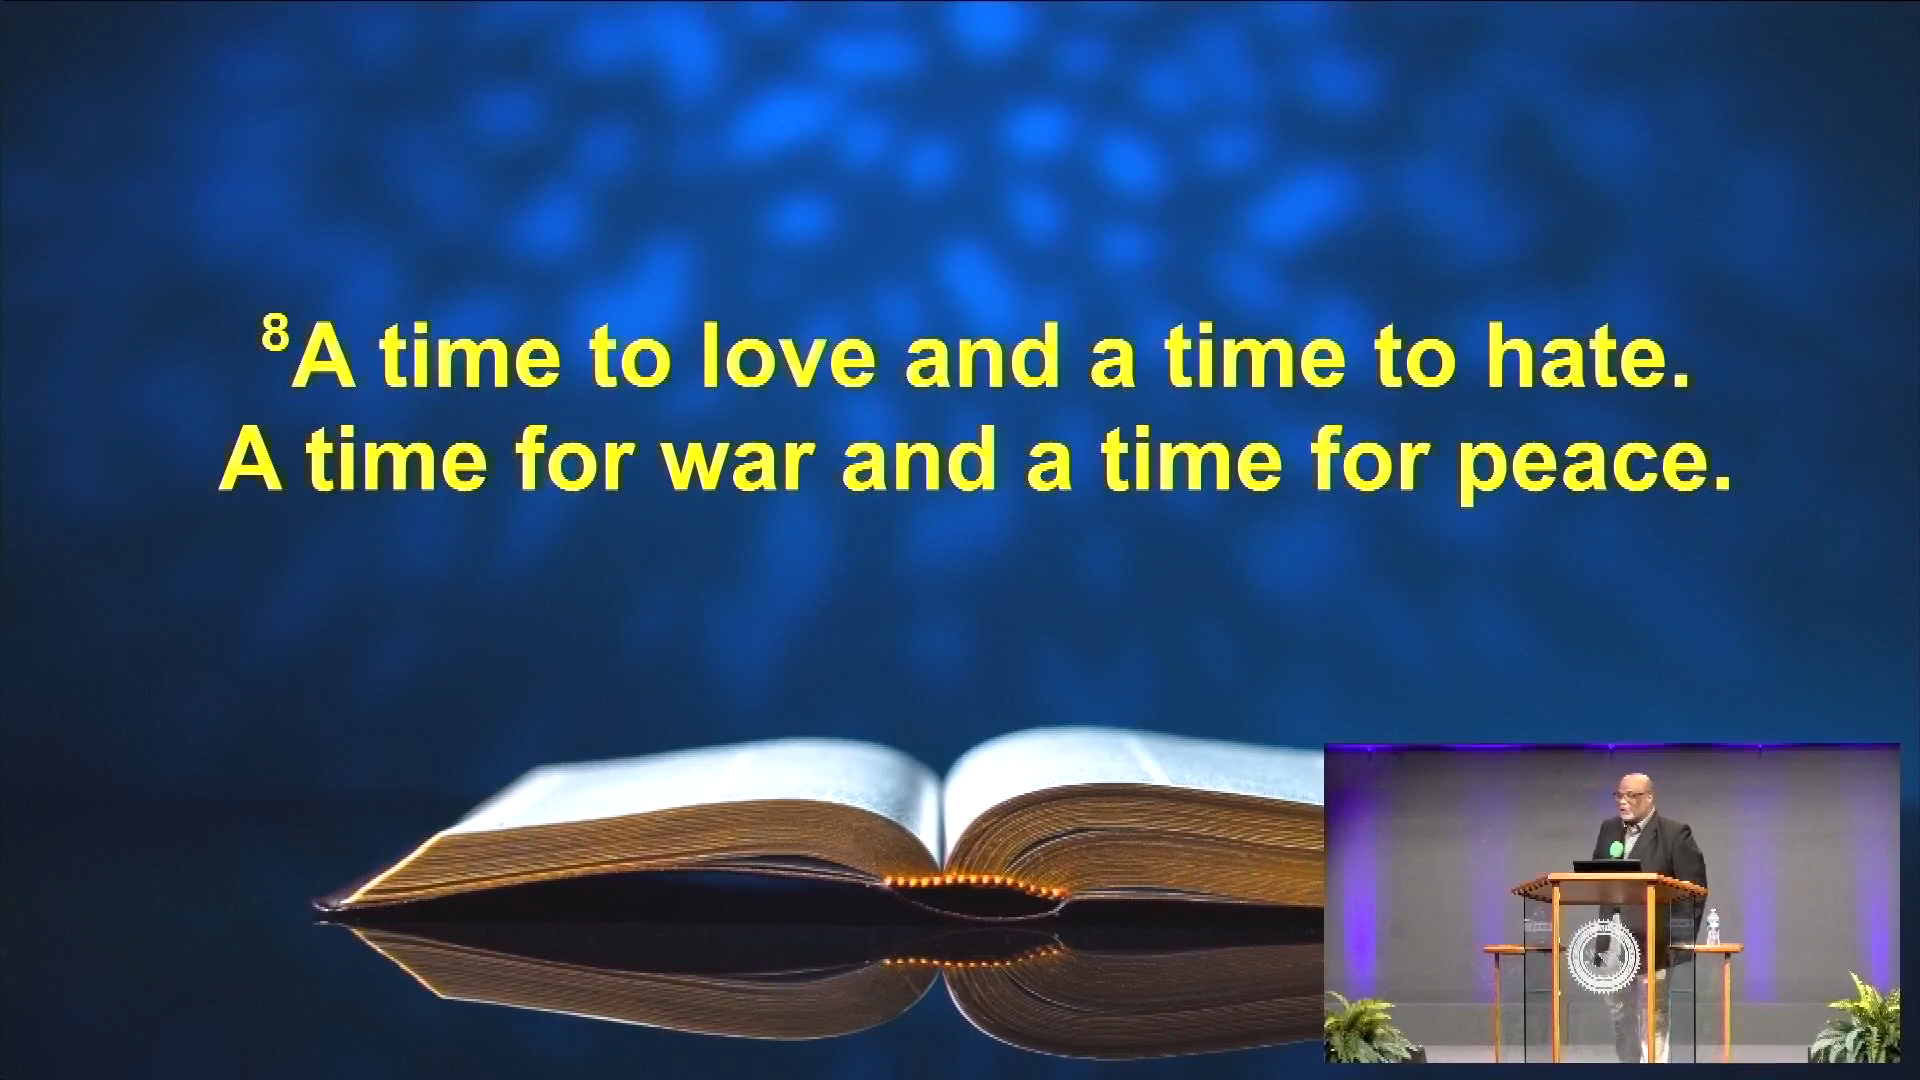 ⁸A time to love and a time to hate.
A time for war and a time for peace.